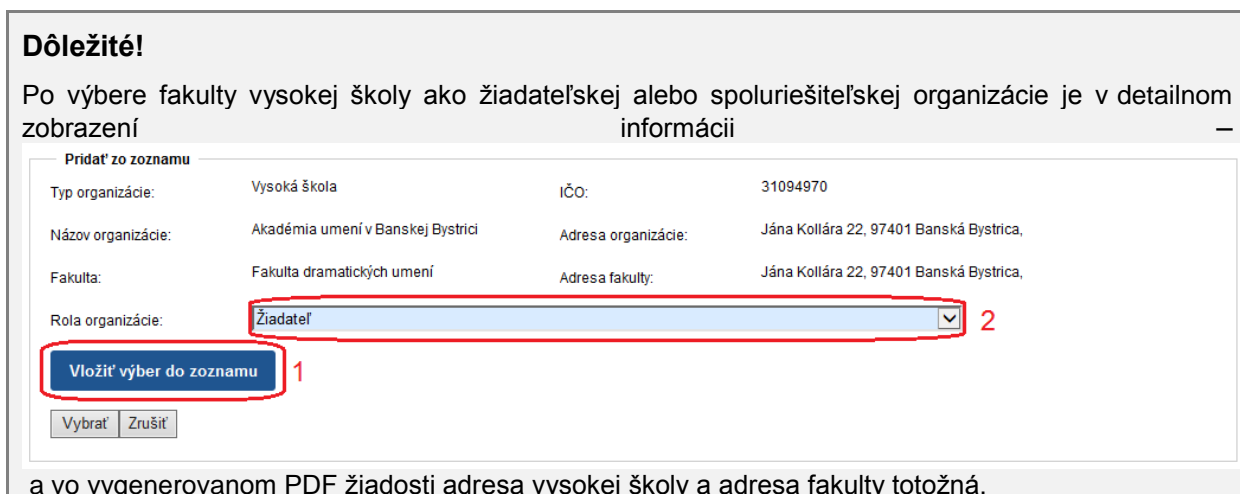 Dôležité!
Po výbere fakulty vysokej školy ako žiadateľskej alebo spoluriešiteľskej organizácie je v detailnom
zobrazení informácii –
Pridať zo zoznamu
Typ organizácie: Vysoká škola IČO: 31094970
Názov organizácie: Akadémia umení v Banskej Bystrici Adresa organizácie: Jána Kollára 22, 97401 Banská Bystrica,
Fakulta: Fakulta dramatických umení Adresa fakulty: Jána Kollára 22, 97401 Banská Bystrica,
Rola organizácie: Žiadateľ 2
Vložiť výber do zoznamu 1
Vybrať Zrušiť
a vo vygenerovanom PDF žiadosti adresa vysokej školy a adresa fakulty totožná.